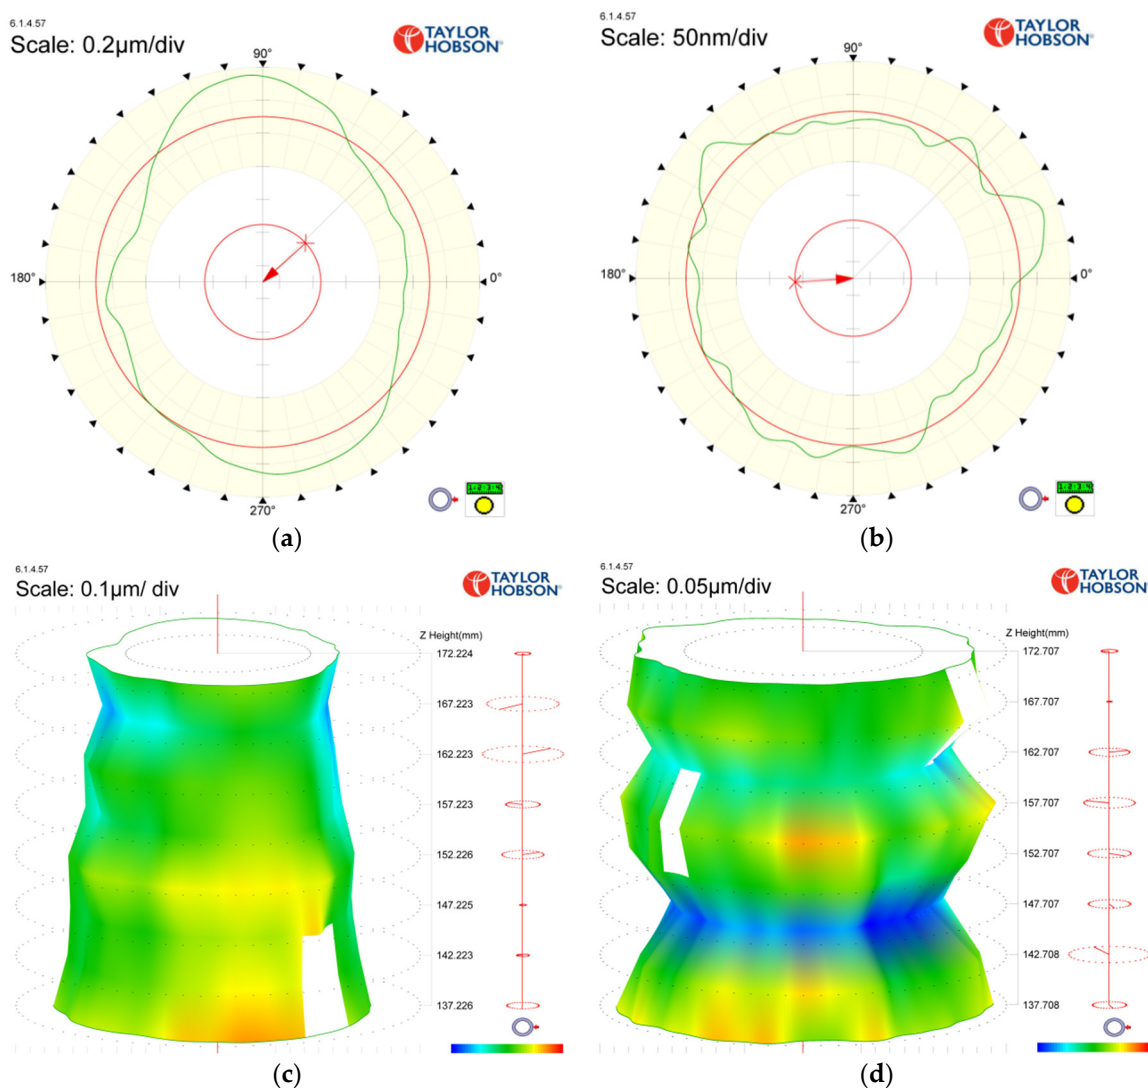 6.1.4.57
Scale: 0.2µm/div
TAYLOR
HOBSON®
90°
180°
0°
270°
(a)
6.1.4.57
Scale: 50nm/div
TAYLOR
HOBSON®
90°
180°
0°
270°
(b)
6.1.4.57
Scale: 0.1µm/ div
TAYLOR
HOBSON®
Z Height(mm)
172.224
167.223
162.223
157.223
152.226
147.225
142.223
137.226
(c)
6.1.4.57
Scale: 0.05µm/div
TAYLOR
HOBSON®
Z Height(mm)
172.707
167.707
162.707
157.707
152.707
147.707
142.708
137.708
(d)